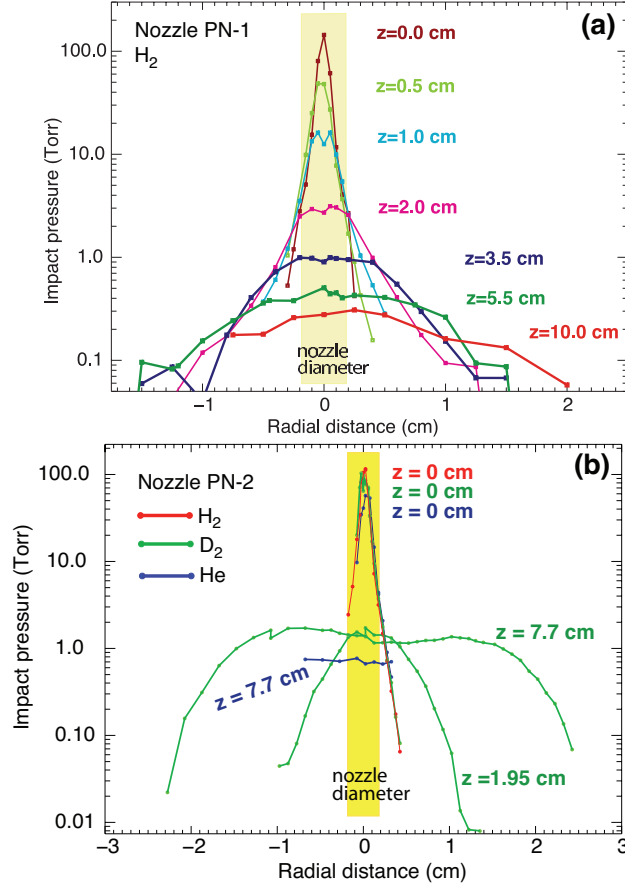 Nozzle PN-1
H₂
(a)
z=0.0 cm
z=0.5 cm
z=1.0 cm
z=2.0 cm
z=3.5 cm
z=5.5 cm
z=10.0 cm
nozzle
diameter
100.0
10.0
1.0
0.1
Impact pressure (Torr)
−1 0 1 2
Radial distance (cm)
Nozzle PN-2
H₂
D₂
He
(b)
z = 0 cm
z = 0 cm
z = 0 cm
z = 7.7 cm
z = 7.7 cm
z = 1.95 cm
nozzle
diameter
100.0
10.0
1.0
0.10
0.01
Impact pressure (Torr)
−3 −2 −1 0 1 2 3
Radial distance (cm)